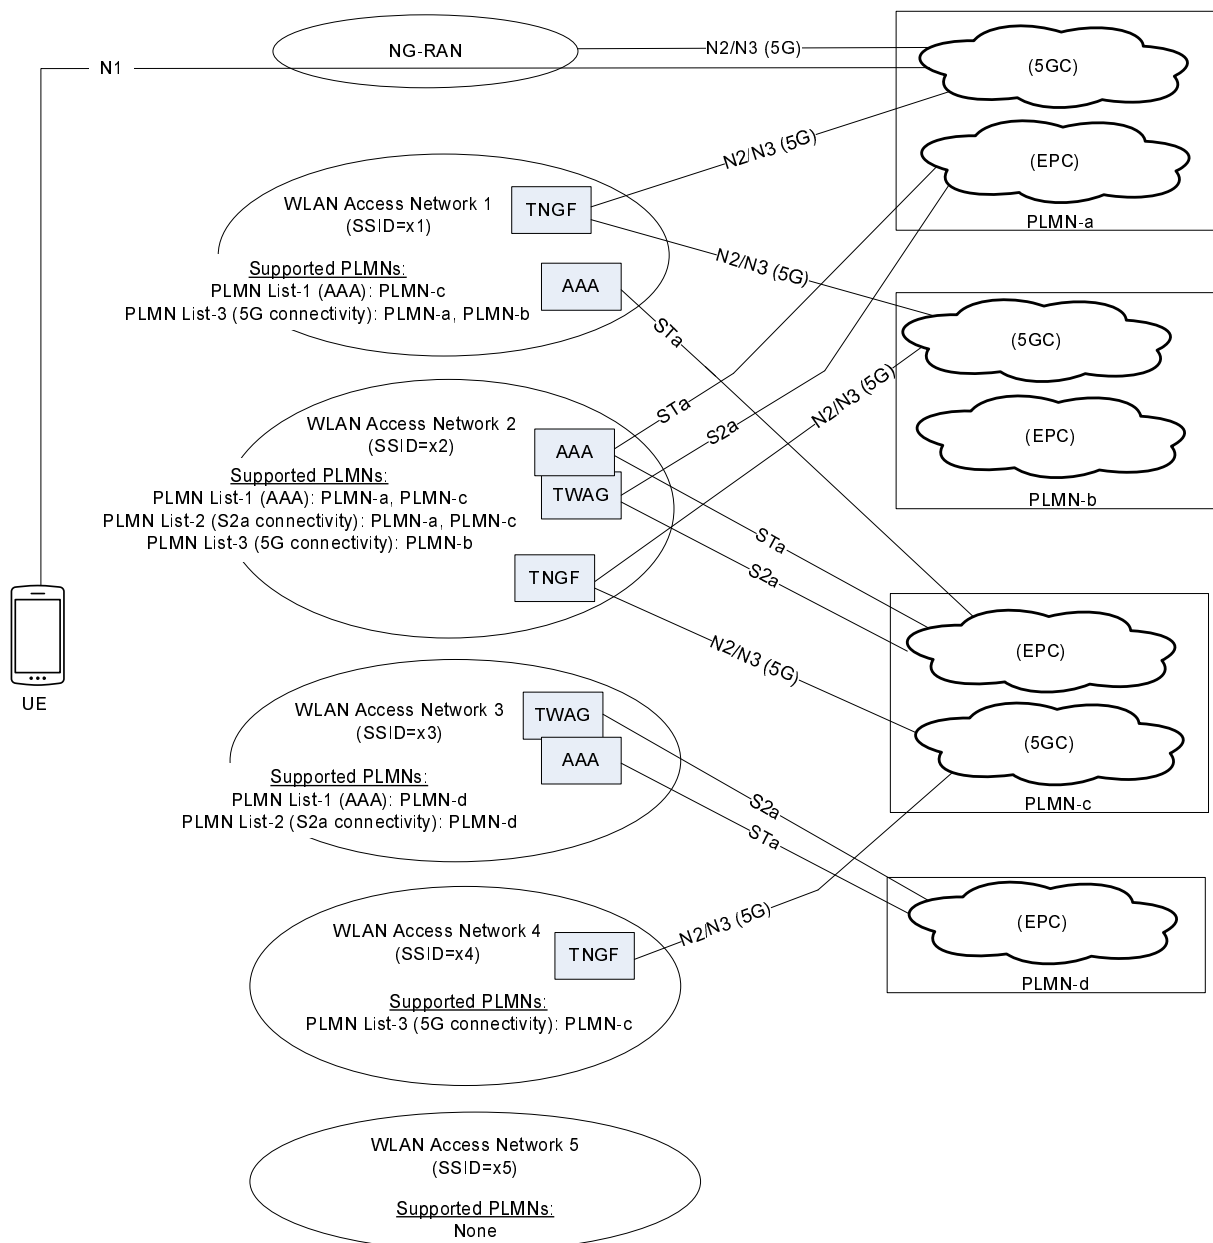 NG-RAN
N2/N3 (5G)
(5GC)
N1
(EPC)
PLMN-a
N2/N3 (5G)
WLAN Access Network 1
(SSID=x1)
TNGF
Supported PLMNs:
PLMN List-1 (AAA): PLMN-c
PLMN List-3 (5G connectivity): PLMN-a, PLMN-b
AAA
N2/N3 (5G)
STa
(5GC)
(EPC)
PLMN-b
N2/N3 (5G)
WLAN Access Network 2
(SSID=x2)
AAA
TWAG
STa
S2a
Supported PLMNs:
PLMN List-1 (AAA): PLMN-a, PLMN-c
PLMN List-2 (S2a connectivity): PLMN-a, PLMN-c
PLMN List-3 (5G connectivity): PLMN-b
TNGF
STa
S2a
N2/N3 (5G)
UE
(EPC)
(5GC)
PLMN-c
WLAN Access Network 3
(SSID=x3)
TWAG
AAA
Supported PLMNs:
PLMN List-1 (AAA): PLMN-d
PLMN List-2 (S2a connectivity): PLMN-d
S2a
STa
(EPC)
PLMN-d
WLAN Access Network 4
(SSID=x4)
TNGF
N2/N3 (5G)
Supported PLMNs:
PLMN List-3 (5G connectivity): PLMN-c
WLAN Access Network 5
(SSID=x5)
Supported PLMNs:
None